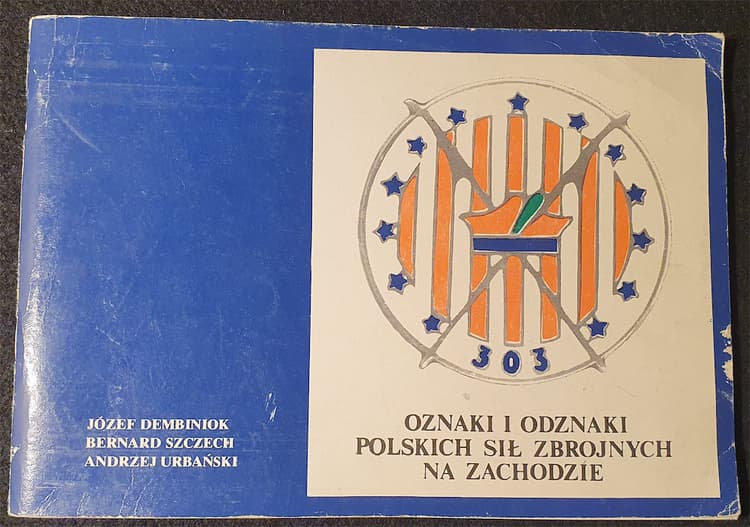 303
OZNAKI I ODZNAKI
POLSKICH SIŁ ZBROJNYCH
NA ZACHODZIE
JÓZEF DEMBINIOK
BERNARD SZCZECH
ANDRZEJ URBAŃSKI